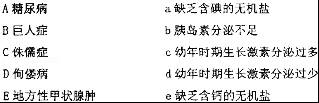 A 糖尿病 a 缺乏含碘的无机盐
B 巨人症 b 胰岛素分泌不足
C 侏儒症 c 幼年时期生长激素分泌过多
D 佝偻病 d 幼年时期生长激素分泌过少
E 地方性甲状腺肿 e 缺乏含钙的无机盐